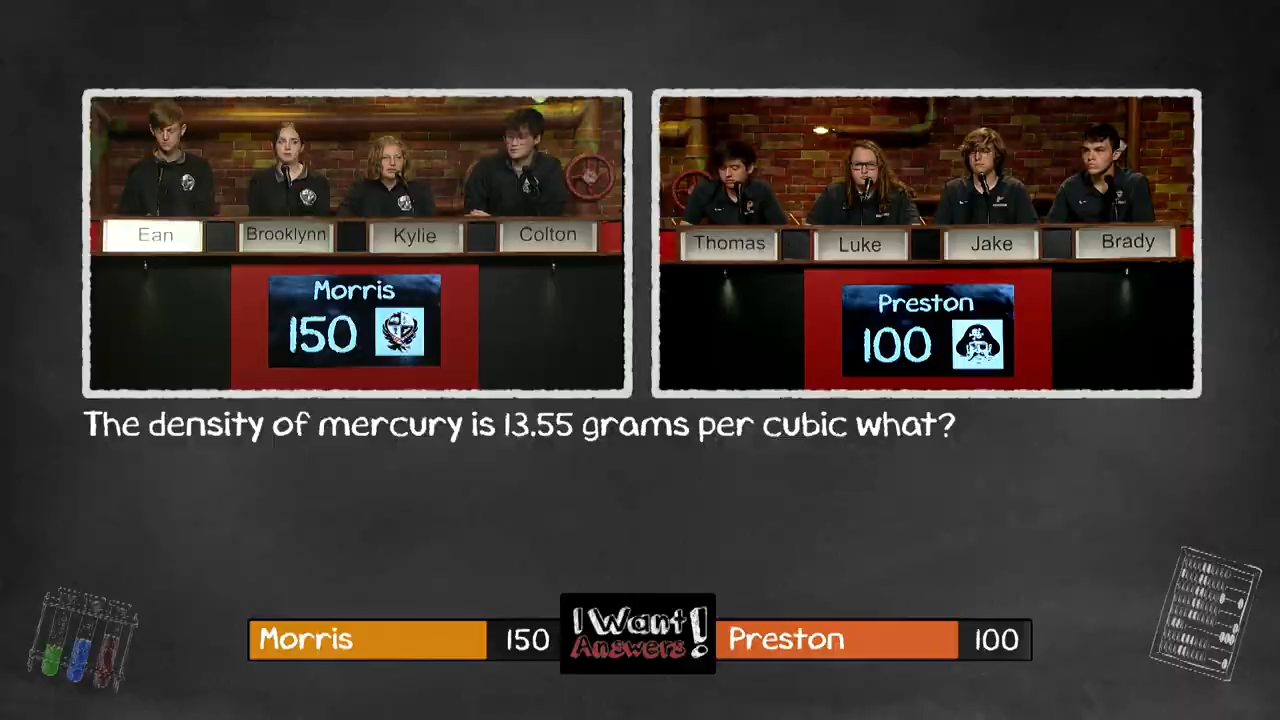 Ean
Brooklynn
Kylie
Colton
Morris
150
Thomas
Luke
Jake
Brady
Preston
100
The density of mercury is 13.55 grams per cubic what?
Morris 150
I Want
Answers!
Preston 100